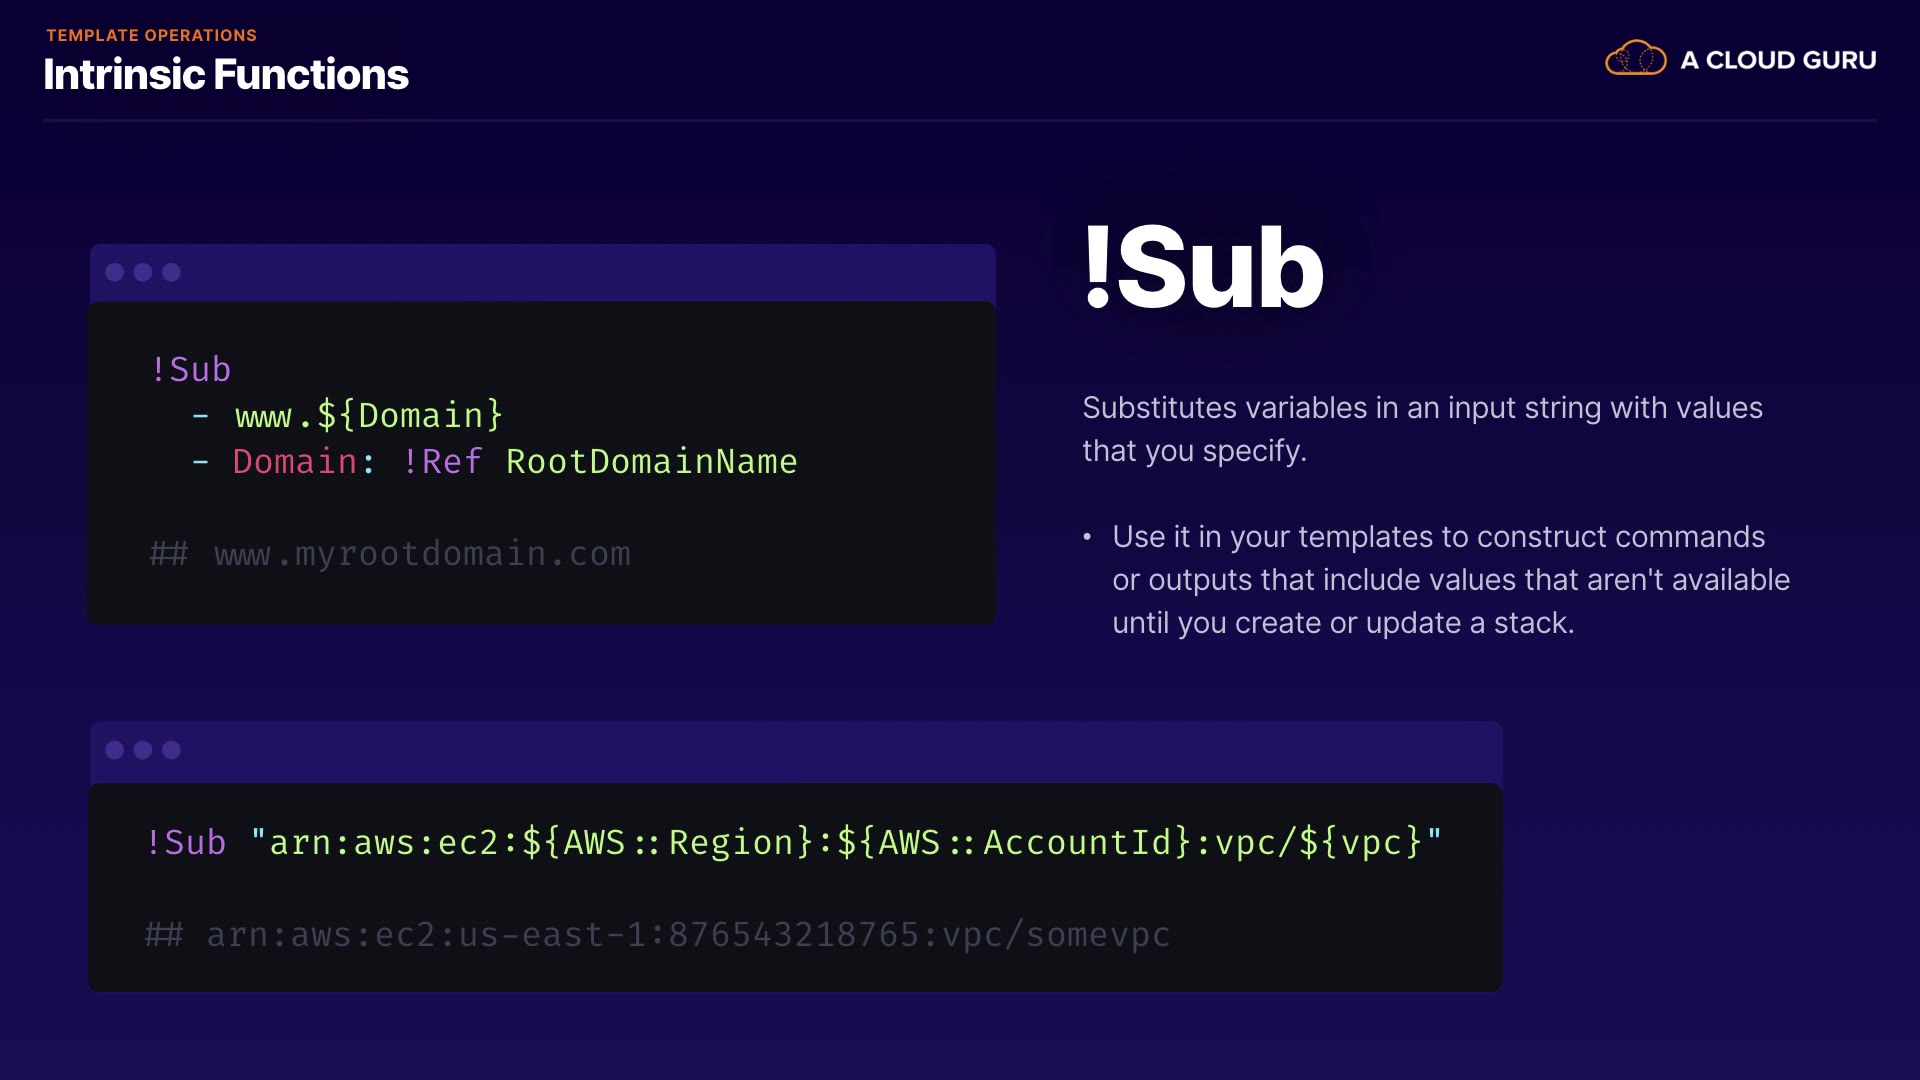 TEMPLATE OPERATIONS
Intrinsic Functions
A CLOUD GURU
!Sub
  - www.${Domain}
  - Domain: !Ref RootDomainName
## www.myrootdomain.com
!Sub
Substitutes variables in an input string with values
that you specify.
• Use it in your templates to construct commands
or outputs that include values that aren't available
until you create or update a stack.
!Sub "arn:aws:ec2:${AWS::Region}:${AWS::AccountId}:vpc/${vpc}"
## arn:aws:ec2:us-east-1:876543218765:vpc/somevpc